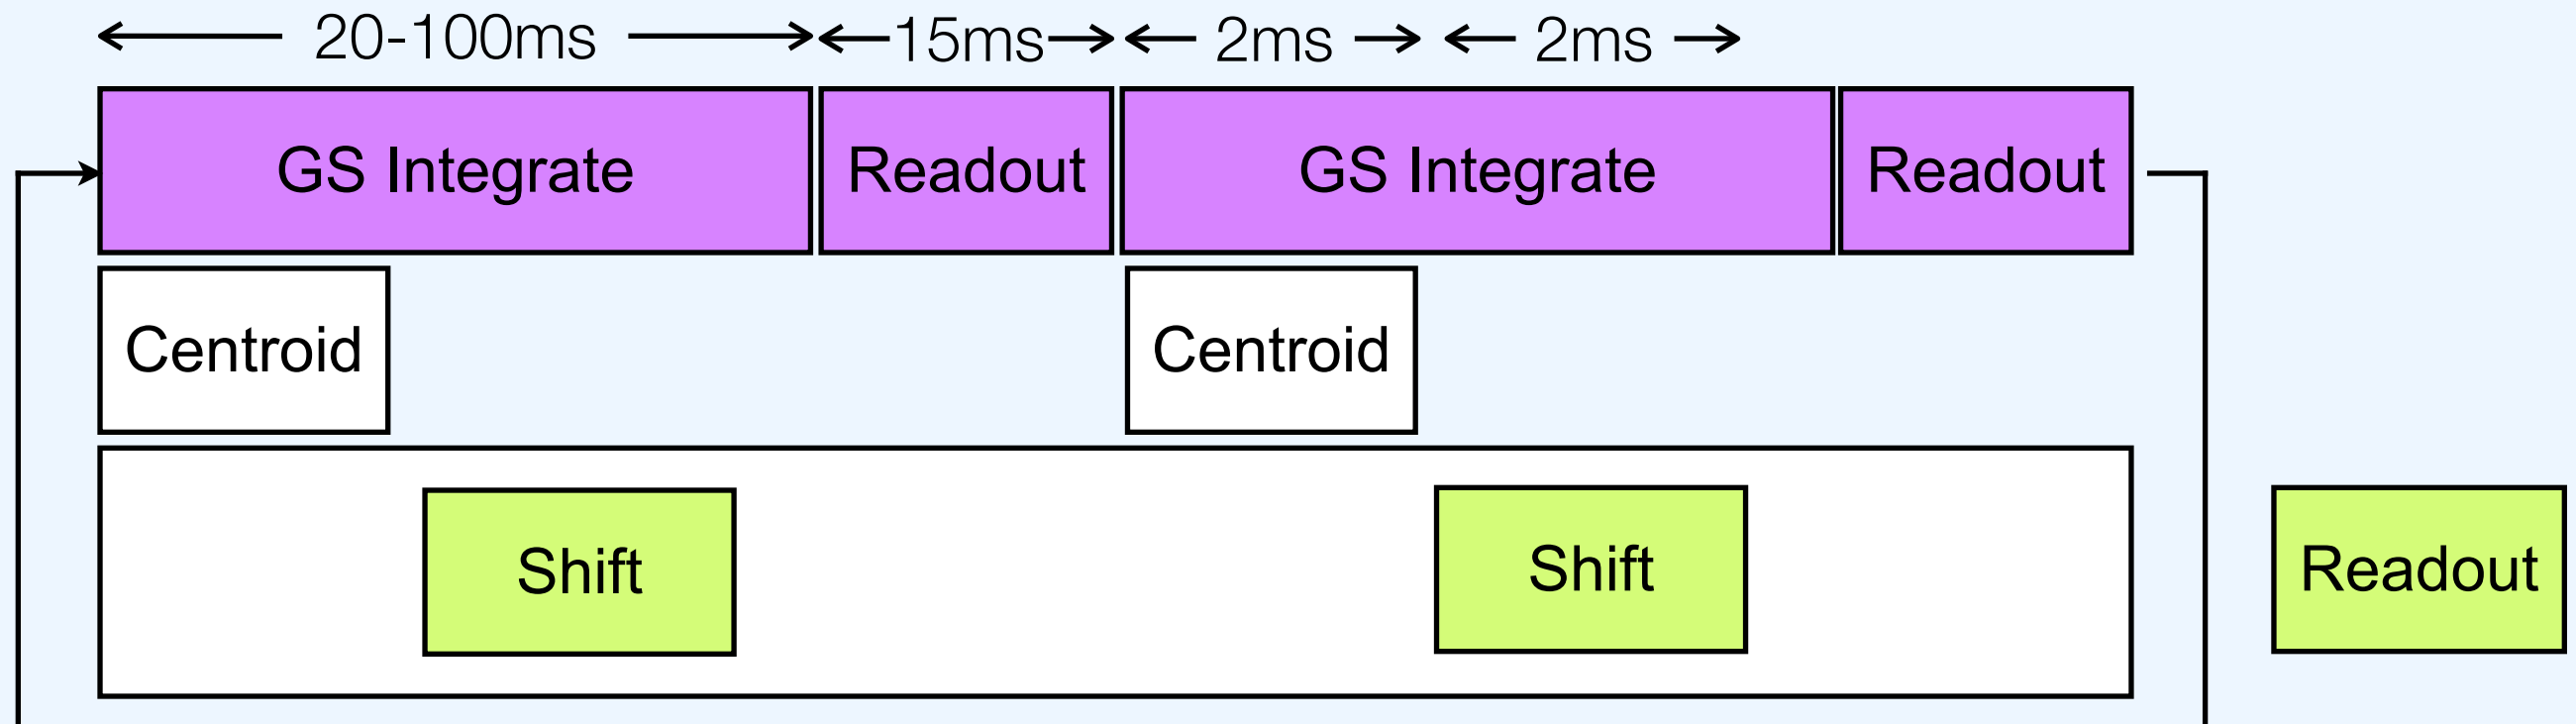 20-100ms 15ms 2ms 2ms
GS Integrate Readout GS Integrate Readout
Centroid Centroid
Shift Shift Readout